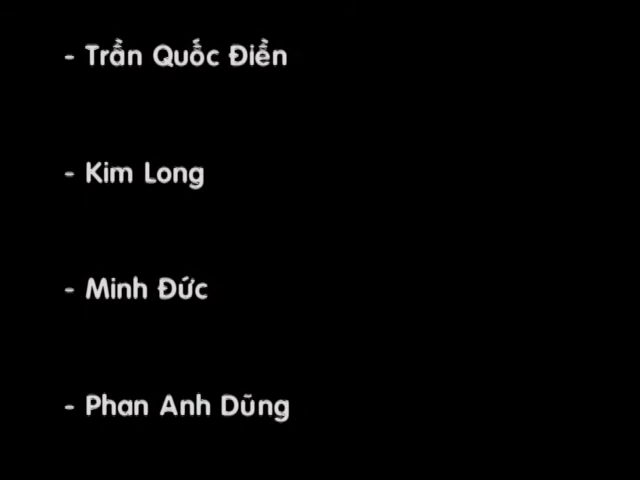 - Trần Quốc Điền
- Kim Long
- Minh Đức
- Phan Anh Dũng